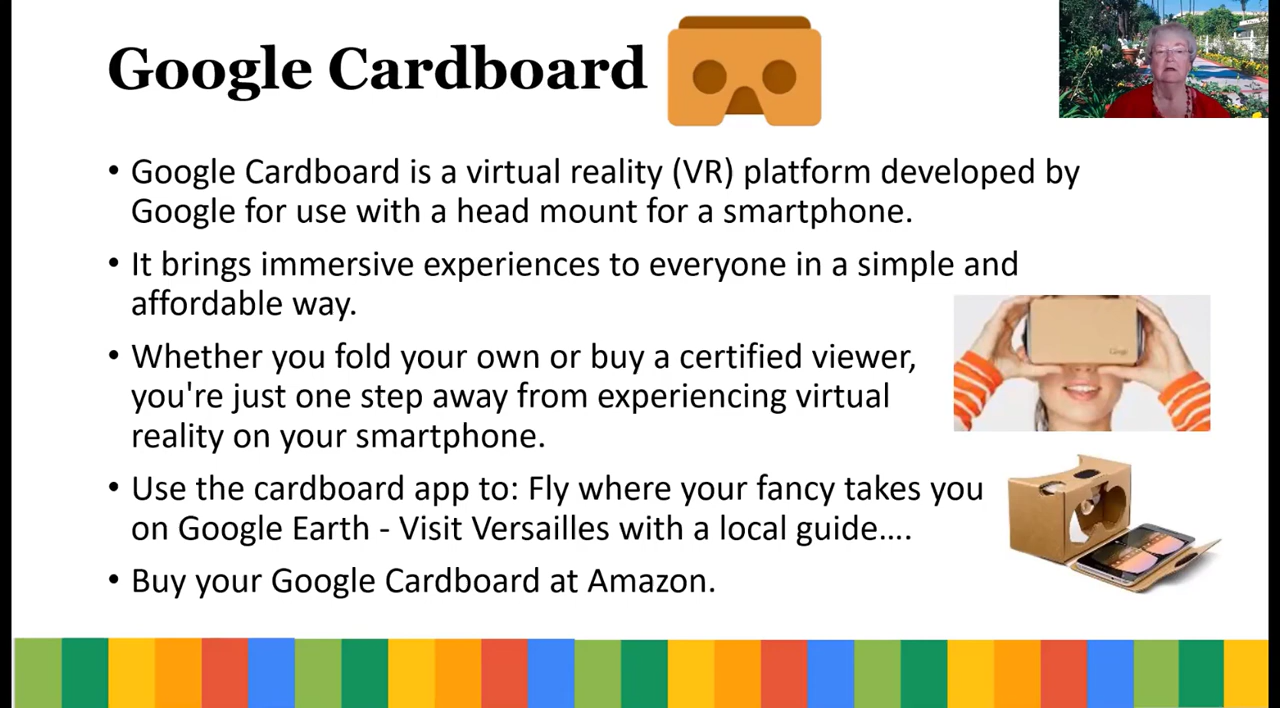 Google Cardboard
• Google Cardboard is a virtual reality (VR) platform developed by
Google for use with a head mount for a smartphone.
• It brings immersive experiences to everyone in a simple and
affordable way.
• Whether you fold your own or buy a certified viewer,
you're just one step away from experiencing virtual
reality on your smartphone.
• Use the cardboard app to: Fly where your fancy takes you
on Google Earth - Visit Versailles with a local guide….
• Buy your Google Cardboard at Amazon.